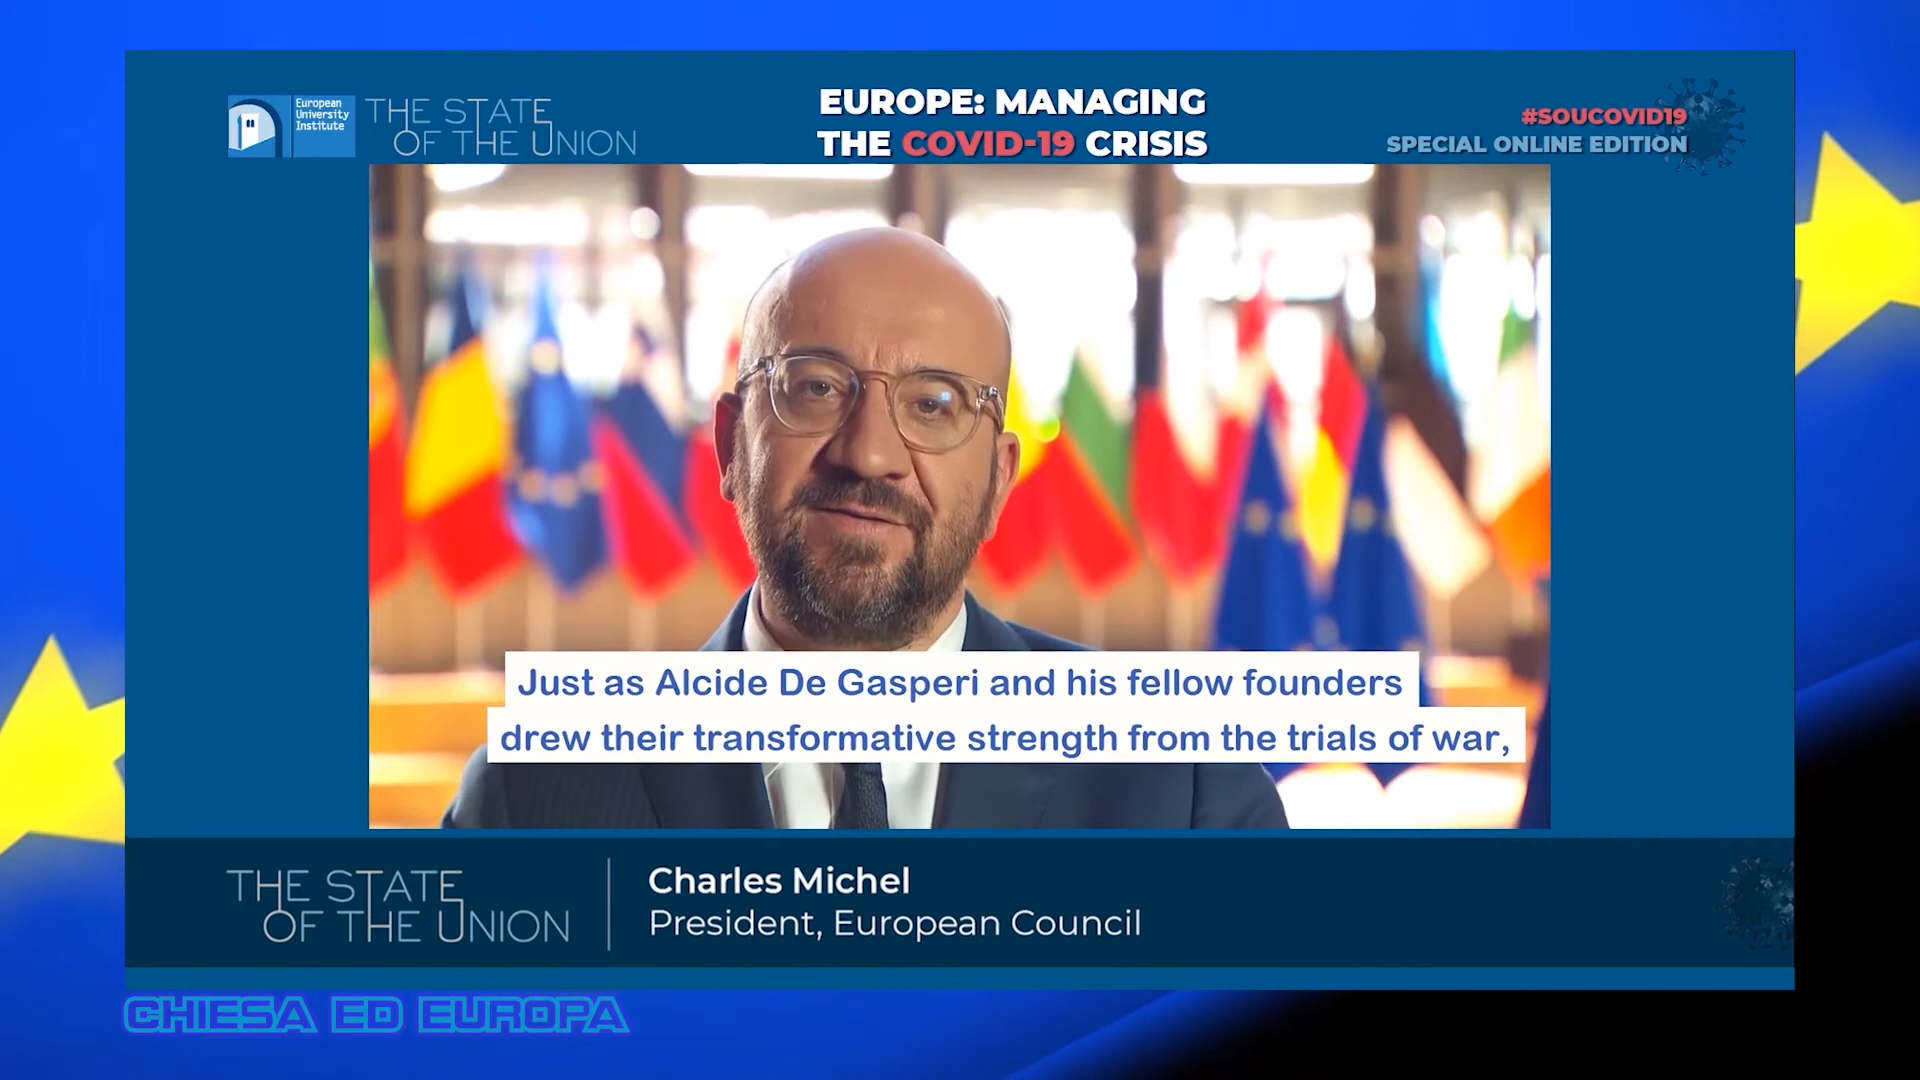 European
University
Institute
THE STATE
OF THE UNION
EUROPE: MANAGING
THE COVID-19 CRISIS
#SOUCOVID19
SPECIAL ONLINE EDITION
Just as Alcide De Gasperi and his fellow founders
drew their transformative strength from the trials of war,
THE STATE
OF THE UNION
Charles Michel
President, European Council
CHIESA ED EUROPA